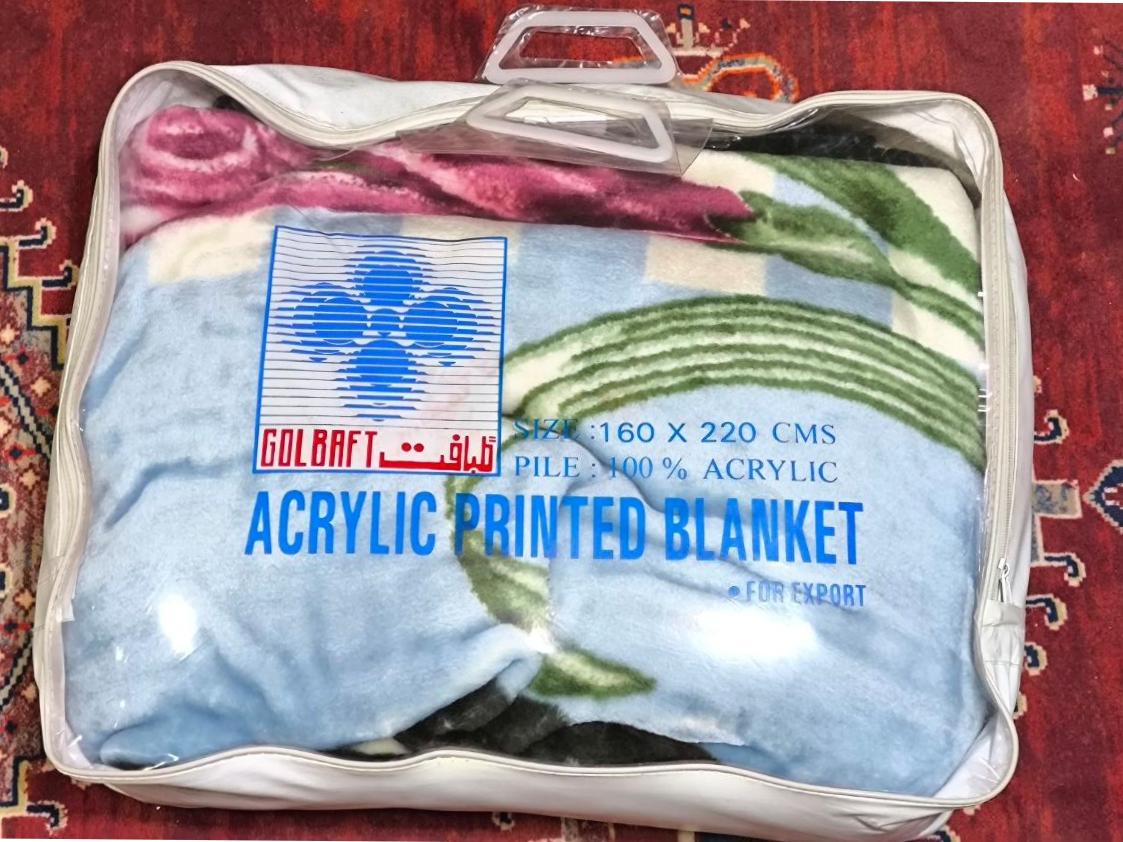 GOLBAFT گلبافت
SIZE : 160 X 220 CMS
PILE : 100 % ACRYLIC
ACRYLIC PRINTED BLANKET
• FOR EXPORT